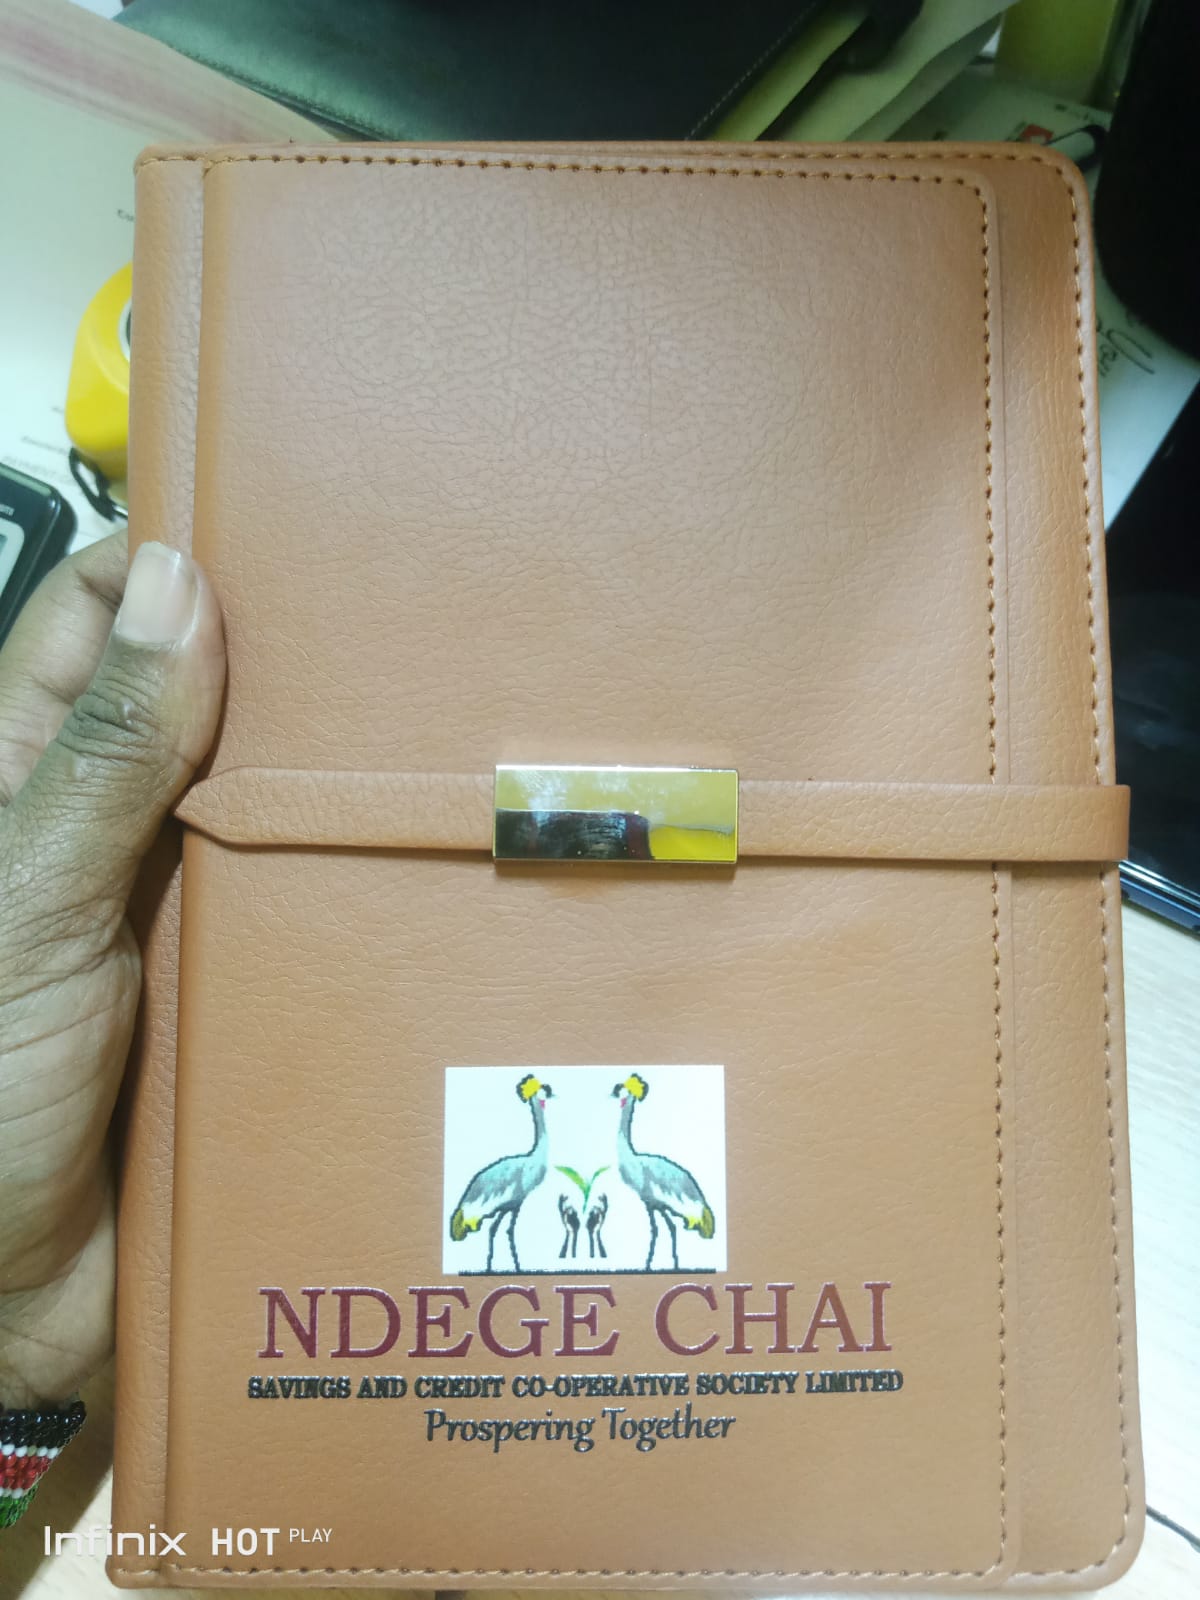 NDEGE CHAI
SAVINGS AND CREDIT CO-OPERATIVE SOCIETY LIMITED
Prospering Together
Infinix HOT PLAY